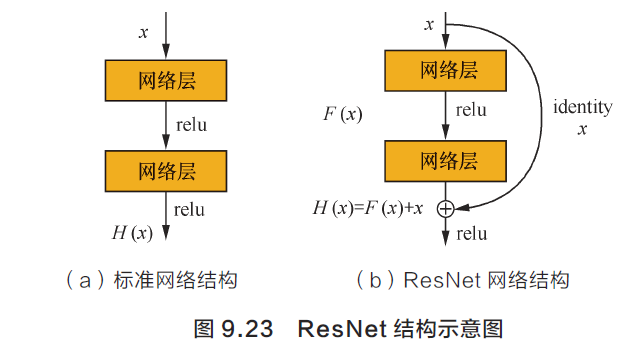 x
网络层
relu
网络层
relu
H (x)
(a)标准网络结构
x
网络层
F (x)
relu
identity
x
网络层
H (x)=F (x)+x
relu
(b)ResNet 网络结构
图 9.23 ResNet 结构示意图